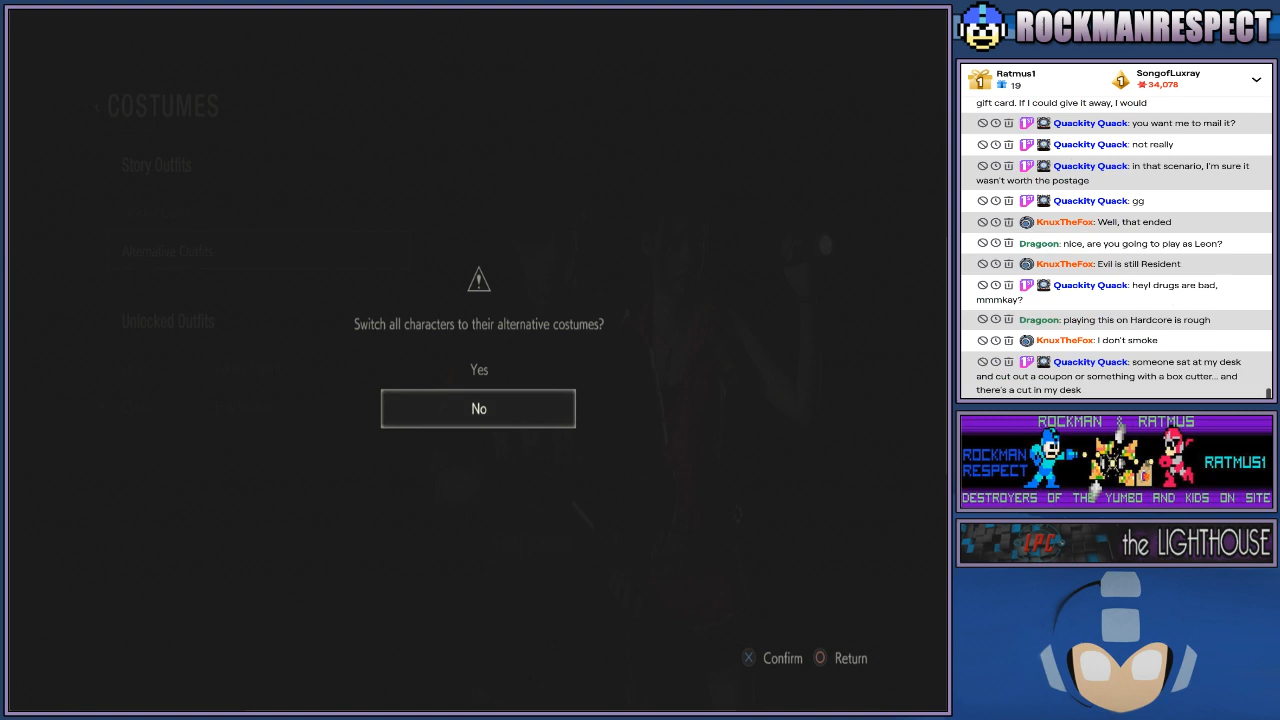 COSTUMES
Story Outfits
Alternative Outfits
Unlocked Outfits
Switch all characters to their alternative costumes?
Yes
No
Confirm
Return
ROCKMANRESPECT
Ratmus1
19
SongofLuxray
34,078
gift card. If I could give it away, I would
Quackity Quack: you want me to mail it?
Quackity Quack: not really
Quackity Quack: in that scenario, I'm sure it
wasn't worth the postage
Quackity Quack: gg
KnuxTheFox: Well, that ended
Dragoon: nice, are you going to play as Leon?
KnuxTheFox: Evil is still Resident
Quackity Quack: heyl drugs are bad,
mmmkay?
Dragoon: playing this on Hardcore is rough
KnuxTheFox: I don't smoke
Quackity Quack: someone sat at my desk
and cut out a coupon or something with a box cutter... and
there's a cut in my desk
ROCKMAN & RATMUS
ROCKMAN
RESPECT
RATMUS1
DESTROYERS OF THE YUMBO AND KIDS ON SITE
LPC
the LIGHTHOUSE